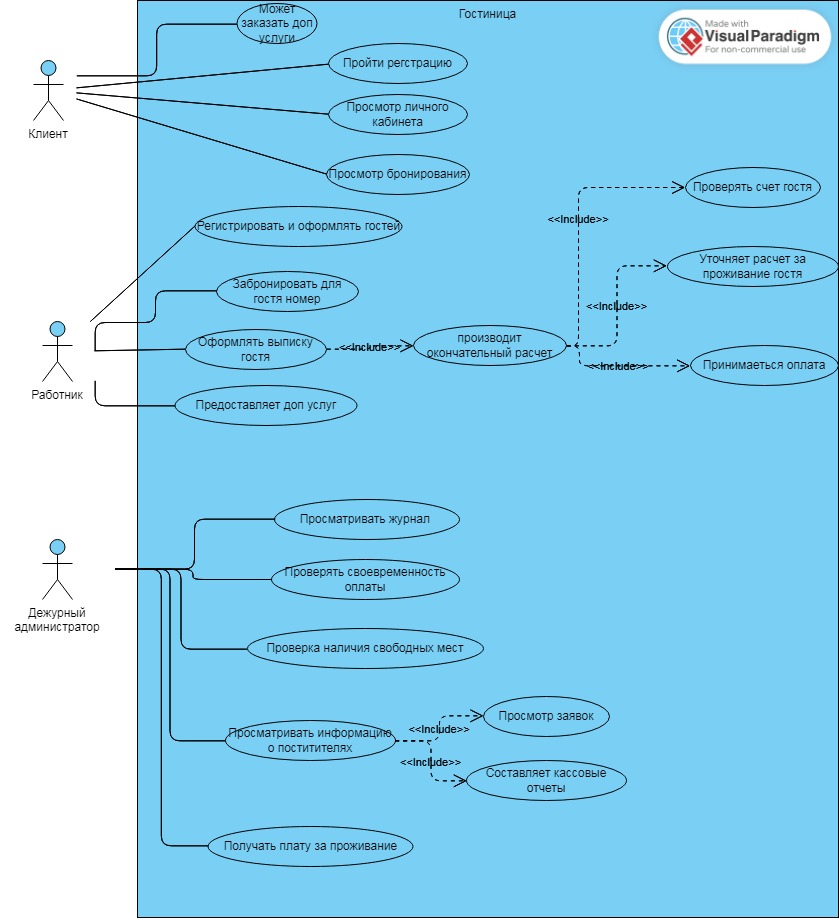 Гостиница
Made with
VisualParadigm
For non-commercial use
Может
заказать доп
услуги
Пройти регстрацию
Просмотр личного
кабинета
Клиент
Просмотр бронирования
Проверять счет гостя
<<Include>>
Регистрировать и оформлять гостей
Уточняет расчет за
проживание гостя
Забронировать для
гостя номер
<<Include>>
Оформлять выписку
гостя
<<Include>>
производит
окончательный расчет
<<Include>>
Принимаеться оплата
Работник
Предоставляет доп услуг
Просматривать журнал
Проверять своевременность
оплаты
Дежурный
администратор
Проверка наличия свободных мест
Просмотр заявок
<<Include>>
Просматривать информацию
о поститителях
<<Include>>
Составляет кассовые
отчеты
Получать плату за проживание